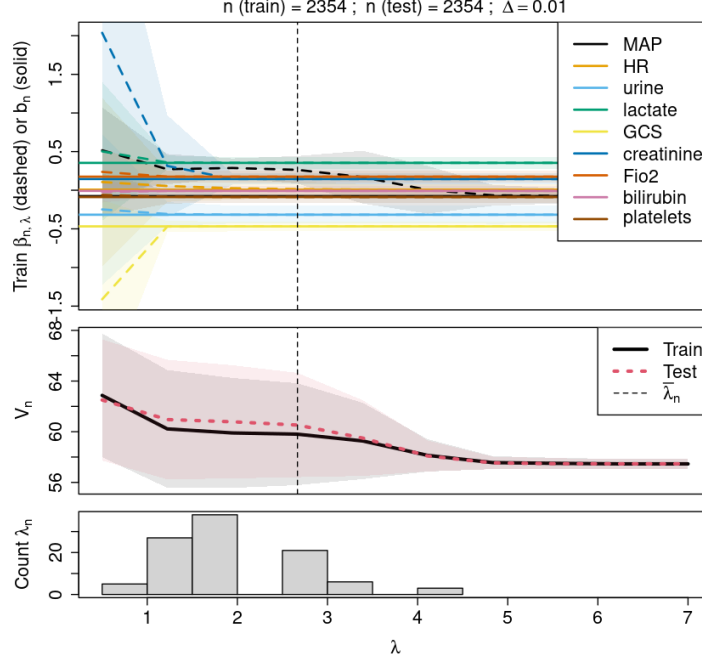 n (train) = 2354 ; n (test) = 2354 ; Δ = 0.01
Train βn, λ (dashed) or bn (solid)
-1.5
-0.5
0.5
1.5
MAP
HR
urine
lactate
GCS
creatinine
Fio2
bilirubin
platelets
Vn
56
60
64
68
Train
Test
λ̅n
Count λn
0
20
1
2
3
4
5
6
7
λ